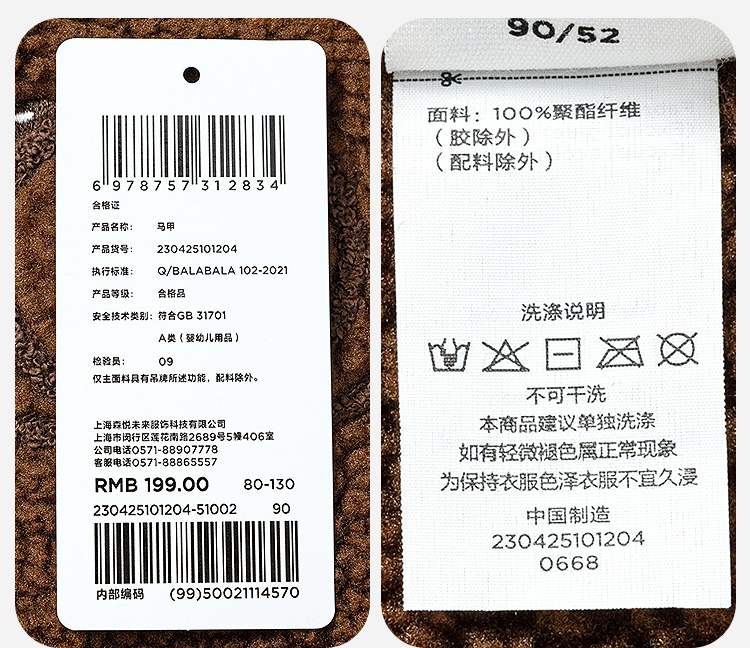 6 978757 312834
合格证
产品名称: 马甲
产品货号: 230425101204
执行标准: Q/BALABALA 102-2021
产品等级: 合格品
安全技术类别: 符合GB 31701
A类(婴幼儿用品)
检验员: 09
仅主面料具有吊牌所述功能,配料除外。
上海森悦未来服饰科技有限公司
上海市闵行区莲花南路2689号5幢406室
公司电话0571-88907778
客服电话0571-88865557
RMB 199.00 80-130
230425101204-51002 90
内部编码 (99)50021114570
90/52
面料: 100%聚酯纤维
(胶除外)
(配料除外)
洗涤说明
不可干洗
本商品建议单独洗涤
如有轻微褪色属正常现象
为保持衣服色泽衣服不宜久浸
中国制造
230425101204
0668